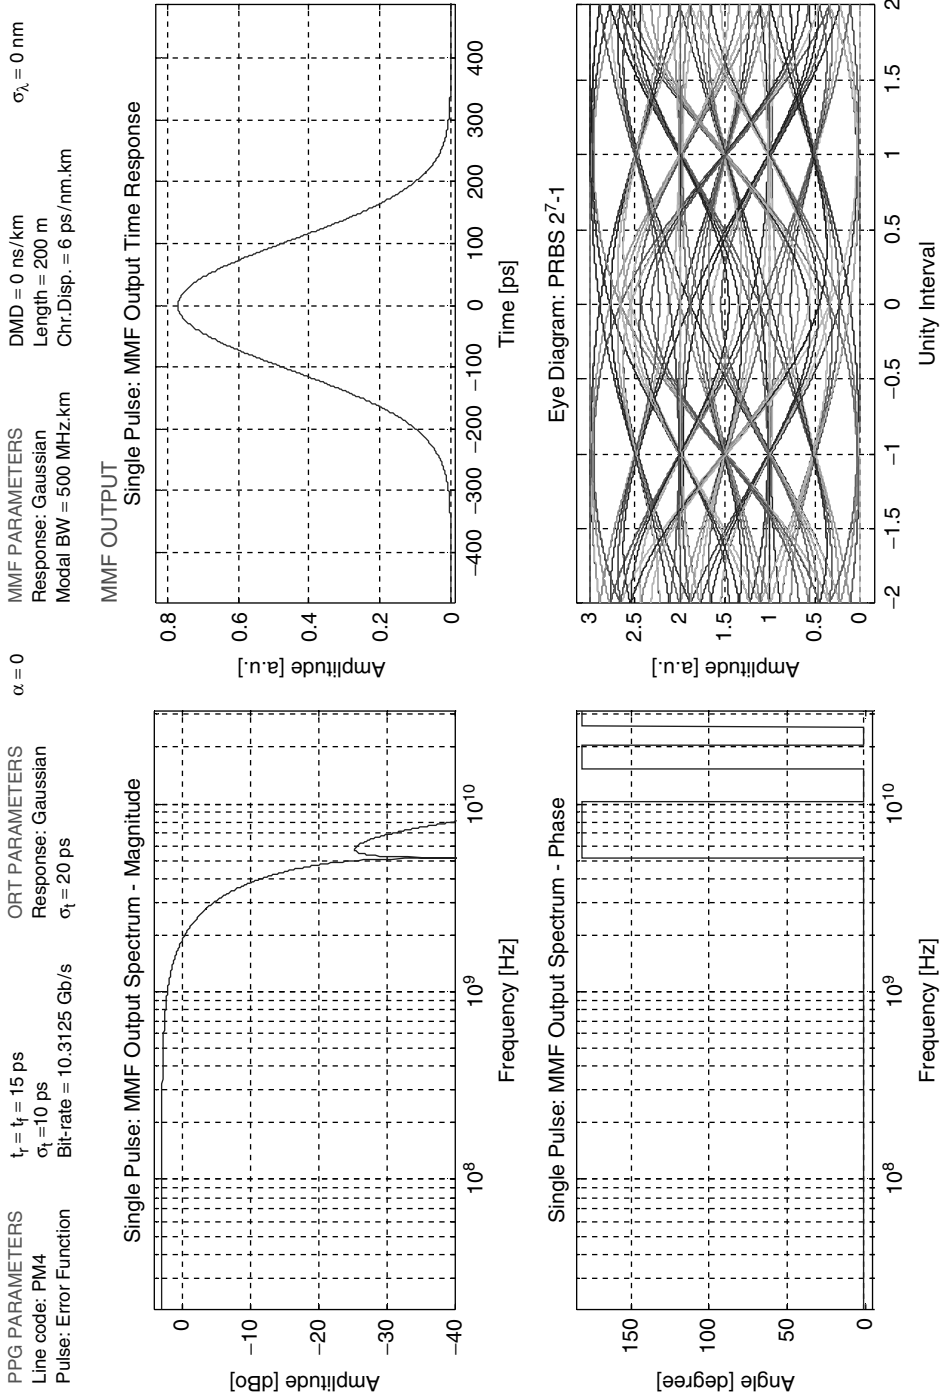 PPG PARAMETERS
Line code: PM4
Pulse: Error Function
t_r = t_f = 15 ps
σ_t =10 ps
Bit-rate = 10.3125 Gb/s
ORT PARAMETERS
Response: Gaussian
σ_t = 20 ps
α = 0
MMF PARAMETERS
Response: Gaussian
Modal BW = 500 MHz.km
DMD = 0 ns/km
Length = 200 m
Chr.Disp. = 6 ps/nm.km
σ_λ = 0 nm
MMF OUTPUT
Single Pulse: MMF Output Spectrum - Magnitude
Amplitude [dBo]
0
−10
−20
−30
−40
10^8
10^9
10^10
Frequency [Hz]
Single Pulse: MMF Output Time Response
Amplitude [a.u.]
0.8
0.6
0.4
0.2
0
−400
−300
−200
−100
0
100
200
300
400
Time [ps]
Single Pulse: MMF Output Spectrum - Phase
Angle [degree]
150
100
50
0
10^8
10^9
10^10
Frequency [Hz]
Eye Diagram: PRBS 2^7-1
Amplitude [a.u.]
3
2.5
2
1.5
1
0.5
0
−2
−1.5
−1
−0.5
0
0.5
1
1.5
2
Unity Interval